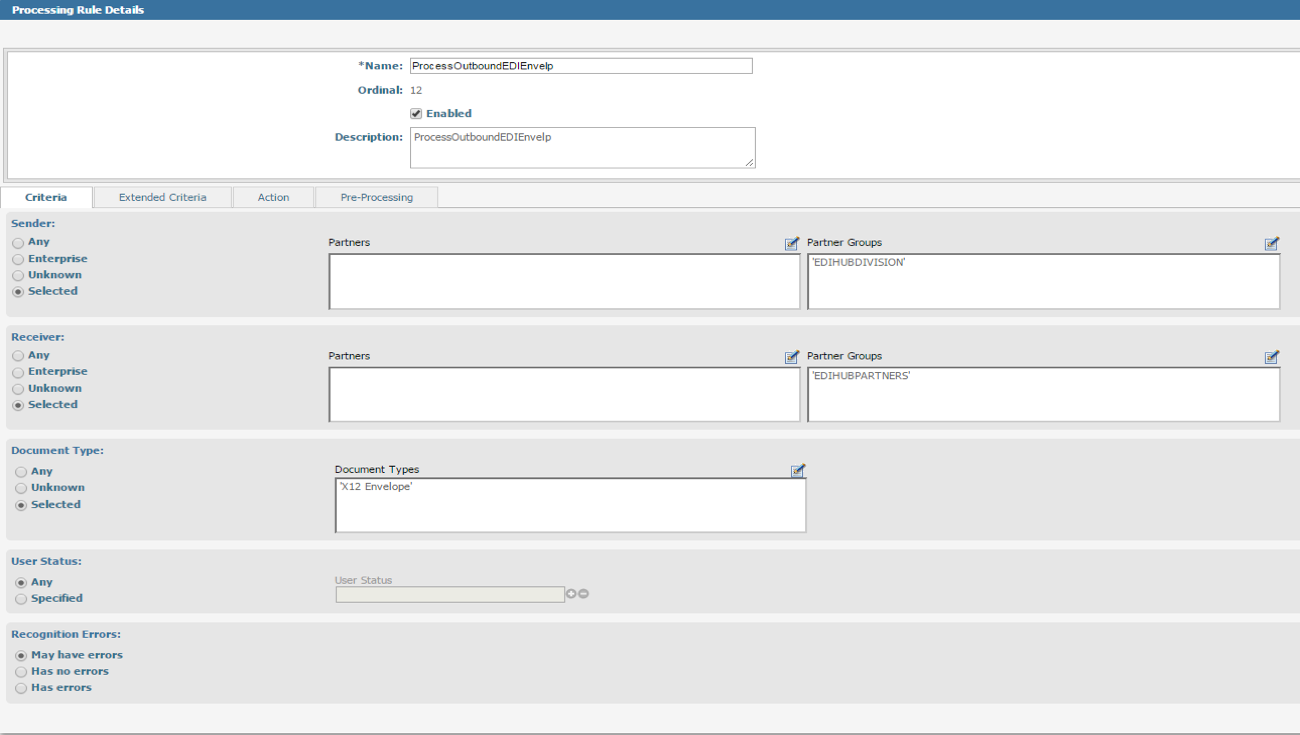 Processing Rule Details
*Name: ProcessOutboundEDIEnvelp
Ordinal: 12
Enabled
Description: ProcessOutboundEDIEnvelp
Criteria Extended Criteria Action Pre-Processing
Sender:
Any
Enterprise
Unknown
Selected
Partners
Partner Groups
'EDIHUBDIVISION'
Receiver:
Any
Enterprise
Unknown
Selected
Partners
Partner Groups
'EDIHUBPARTNERS'
Document Type:
Any
Unknown
Selected
Document Types
'X12 Envelope'
User Status:
Any
Specified
User Status
Recognition Errors:
May have errors
Has no errors
Has errors